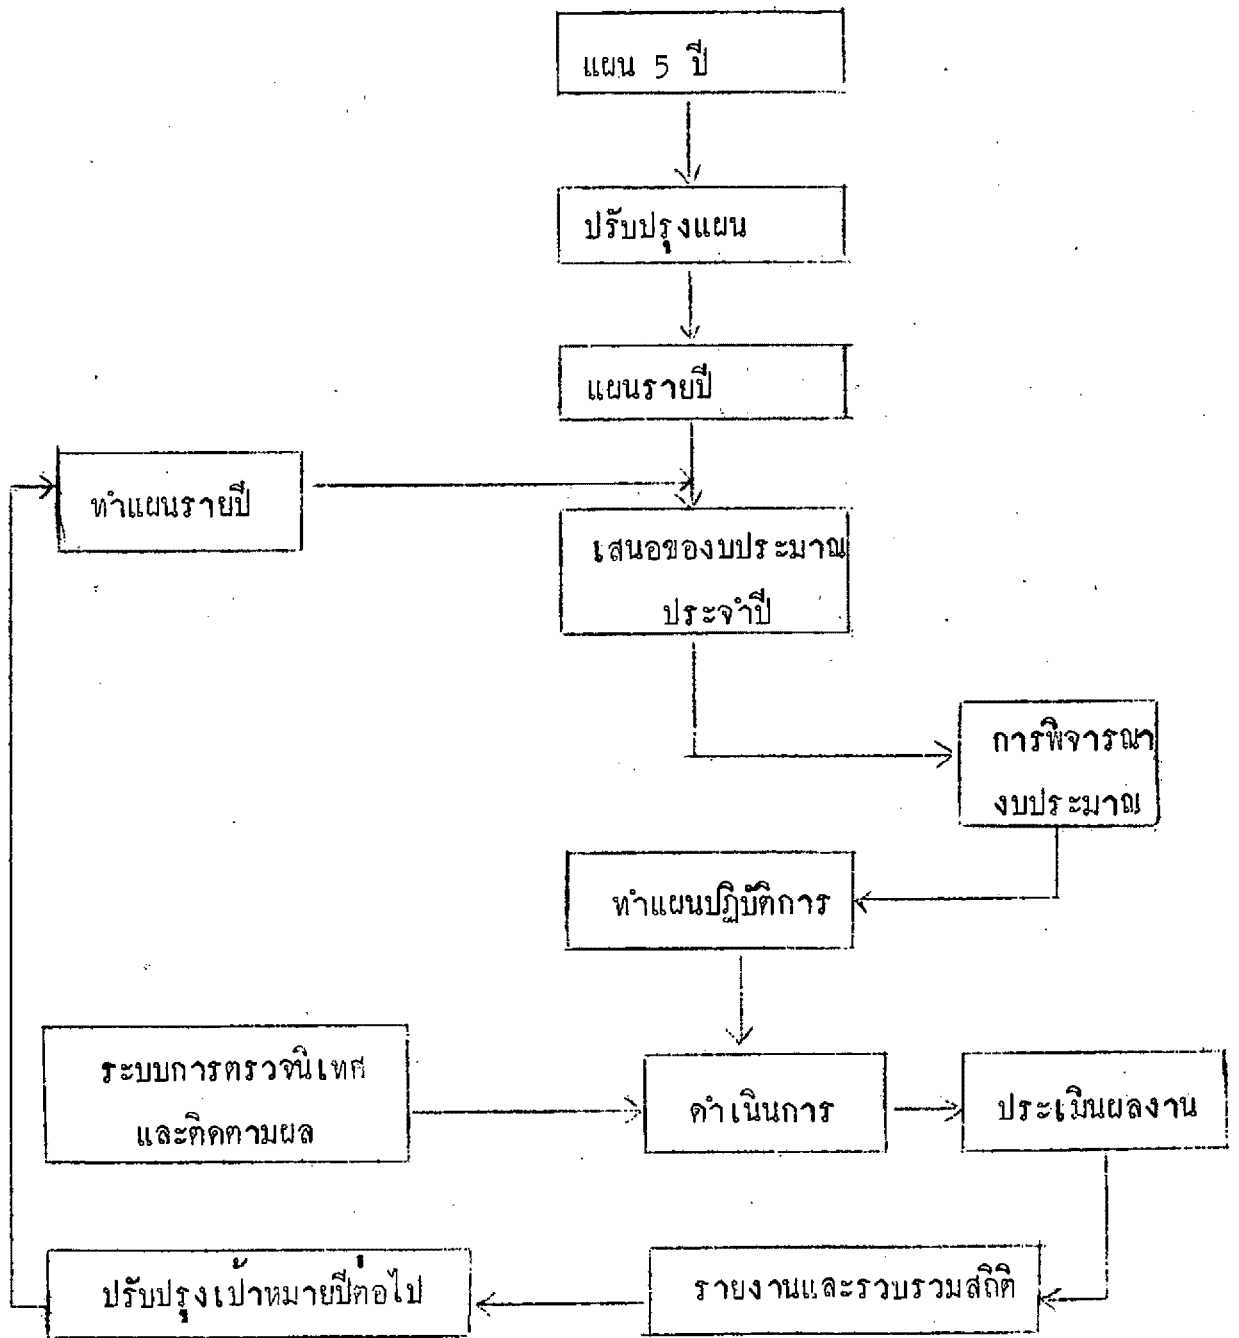 แผน 5 ปี
ปรับปรุงแผน
แผนรายปี
ทำแผนรายปี
เสนอของบประมาณ
ประจำปี
การพิจารณา
งบประมาณ
ทำแผนปฏิบัติการ
ระบบการตรวจนิเทศ
และติดตามผล
ดำเนินการ
ประเมินผลงาน
ปรับปรุงเป้าหมายปีต่อไป
รายงานและรวบรวมสถิติ